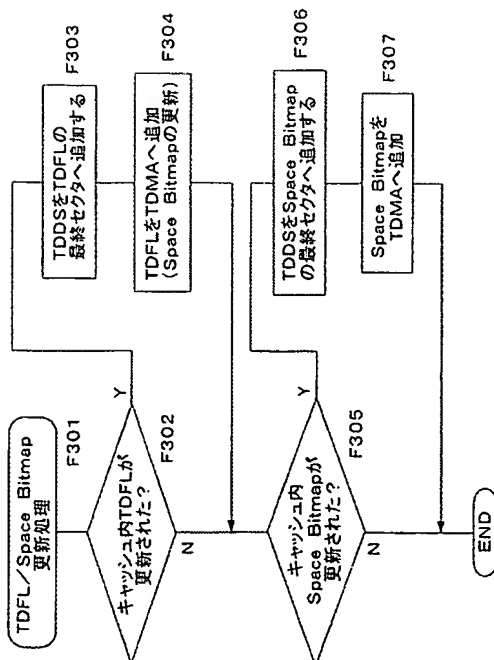 TDFL/Space Bitmap
更新処理
F301
キャッシュ内TDFLが
更新された?
F302
Y
N
TDDSをTDFLの
最終セクタへ追加する
F303
TDFLをTDMAへ追加
(Space Bitmapの更新)
F304
キャッシュ内
Space Bitmapが
更新された?
F305
Y
N
TDDSをSpace Bitmap
の最終セクタへ追加する
F306
Space Bitmapを
TDMAへ追加
F307
END